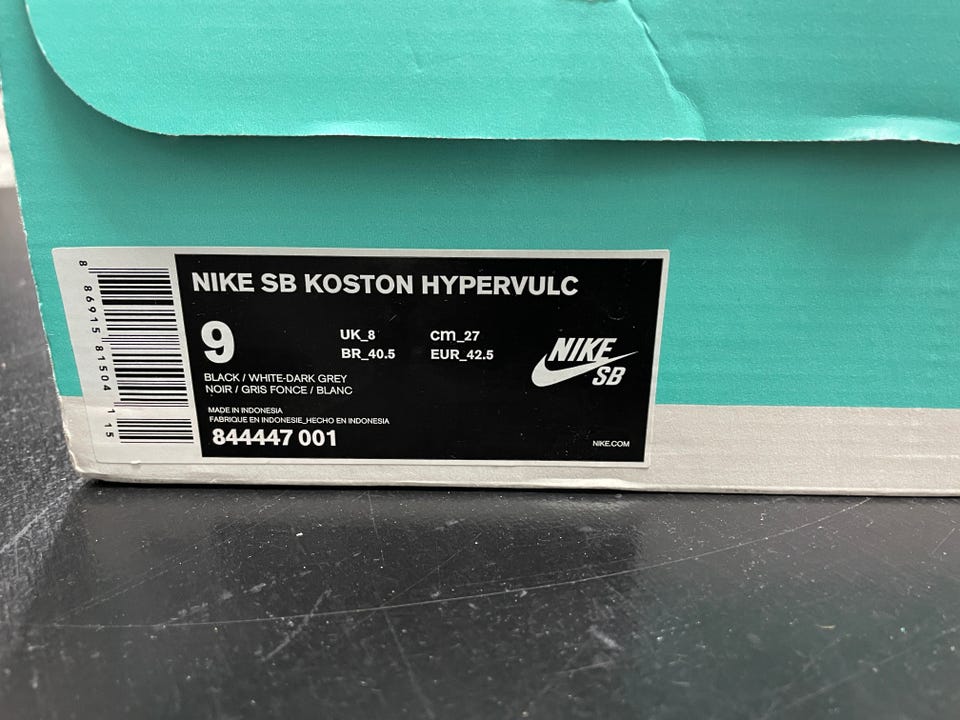 NIKE SB KOSTON HYPERVULC
9
UK_8 cm_27
BR_40.5 EUR_42.5
BLACK / WHITE-DARK GREY
NOIR / GRIS FONCE / BLANC
MADE IN INDONESIA
FABRIQUE EN INDONESIE_HECHO EN INDONESIA
844447 001
NIKE
SB
NIKE.COM
8 86915 81504 1 15